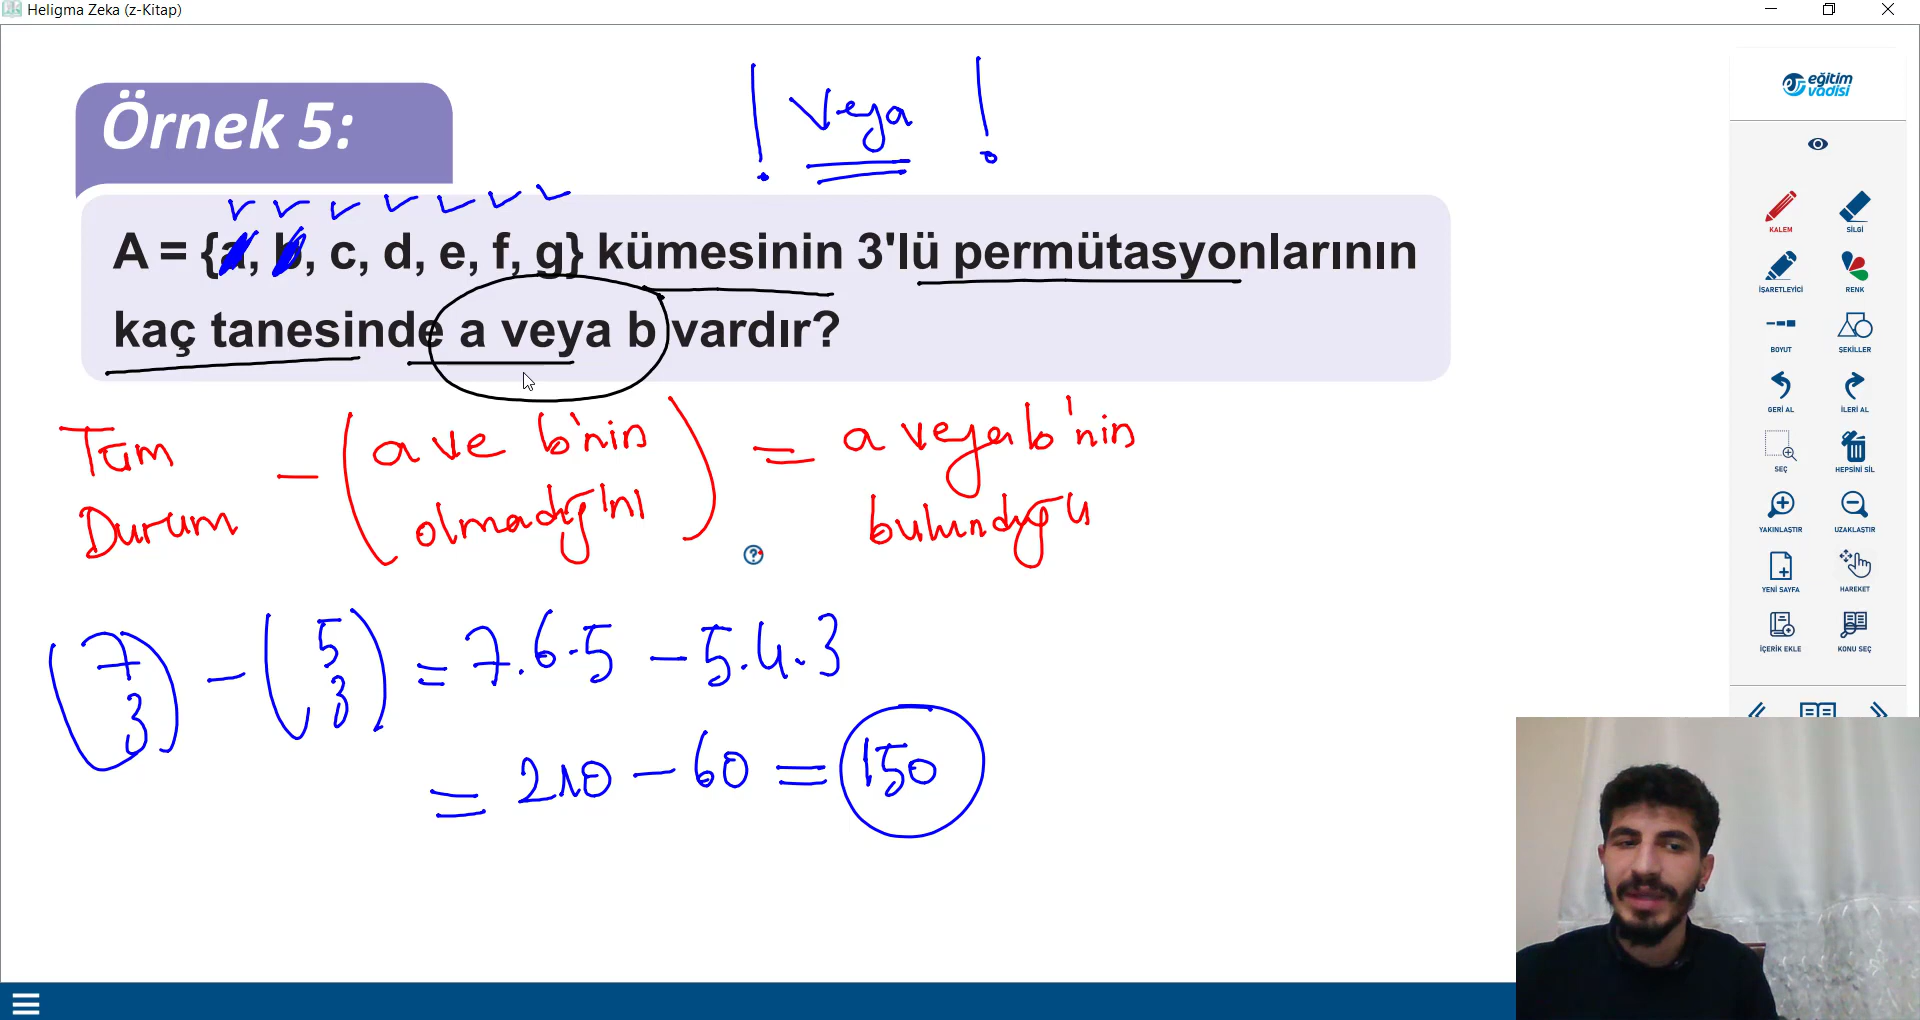 Heligma Zeka (z-Kitap)
! Veya !
Örnek 5:
A = {a, b, c, d, e, f, g} kümesinin 3'lü permütasyonlarının
kaç tanesinde a veya b vardır?
Tüm Durum - (a ve b'nin olmadığını) = a veya b'nin bulunduğu
(7 3) - (5 3) = 7.6.5 - 5.4.3
= 210 - 60 = 150
eğitim
vadisi
KALEM
SİLGİ
İŞARETLEYİCİ
RENK
BOYUT
ŞEKİLLER
GERİ AL
İLERİ AL
SEÇ
HEPSİNİ SİL
YAKINLAŞTIR
UZAKLAŞTIR
YENİ SAYFA
HAREKET
İÇERİK EKLE
KONU SEÇ